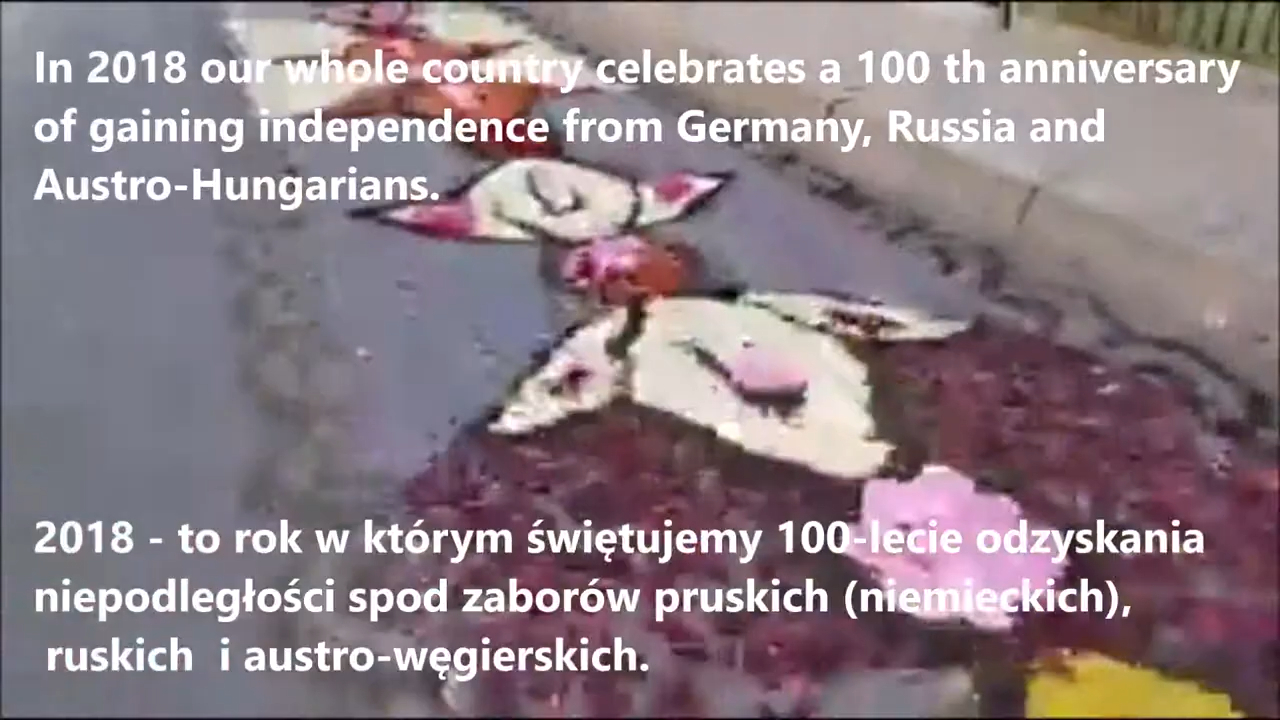 In 2018 our whole country celebrates a 100 th anniversary
of gaining independence from Germany, Russia and
Austro-Hungarians.
2018 - to rok w którym świętujemy 100-lecie odzyskania
niepodległości spod zaborów pruskich (niemieckich),
ruskich i austro-węgierskich.